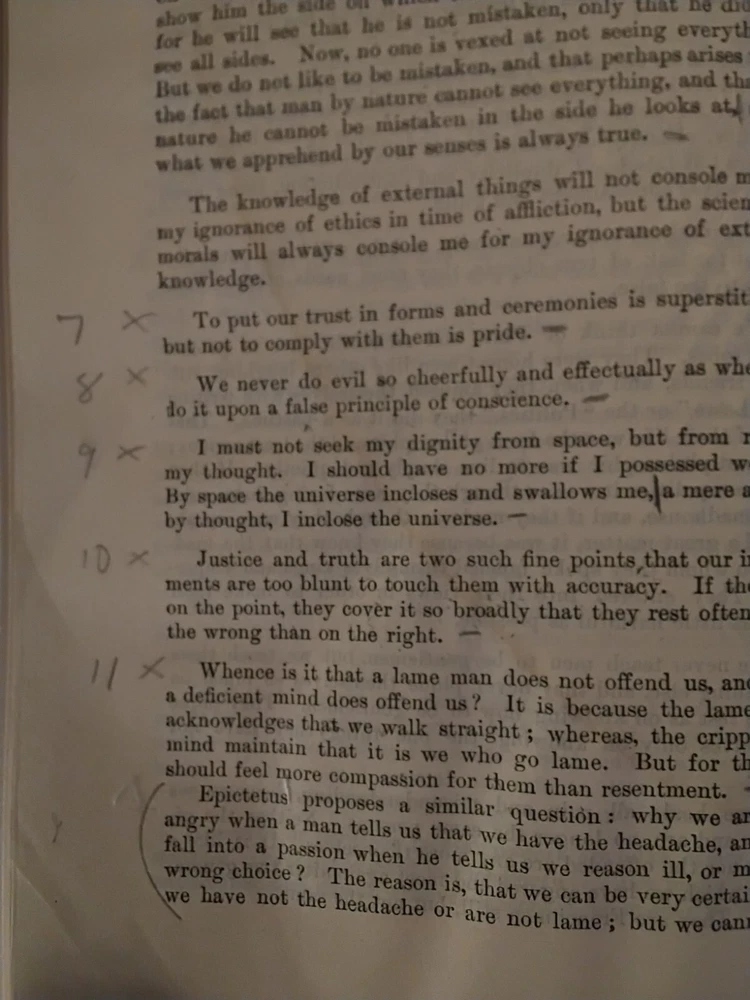 show him the side on which
for he will see that he is not mistaken, only that he did
see all sides. Now, no one is vexed at not seeing everyth
But we do not like to be mistaken, and that perhaps arises
the fact that man by nature cannot see everything, and tha
nature he cannot be mistaken in the side he looks at,
what we apprehend by our senses is always true. —
The knowledge of external things will not console m
my ignorance of ethics in time of affliction, but the scien
morals will always console me for my ignorance of ext
knowledge.
7 × To put our trust in forms and ceremonies is superstit
but not to comply with them is pride. —
8 × We never do evil so cheerfully and effectually as whe
do it upon a false principle of conscience. —
9 × I must not seek my dignity from space, but from r
my thought. I should have no more if I possessed w
By space the universe incloses and swallows me, a mere a
by thought, I inclose the universe. —
10 × Justice and truth are two such fine points, that our i
ments are too blunt to touch them with accuracy. If the
on the point, they cover it so broadly that they rest often
the wrong than on the right. —
11 × Whence is it that a lame man does not offend us, and
a deficient mind does offend us? It is because the lame
acknowledges that we walk straight; whereas, the cripp
mind maintain that it is we who go lame. But for th
should feel more compassion for them than resentment. -
Epictetus proposes a similar question: why we ar
angry when a man tells us that we have the headache, an
fall into a passion when he tells us we reason ill, or m
wrong choice? The reason is, that we can be very certai
we have not the headache or are not lame; but we cann